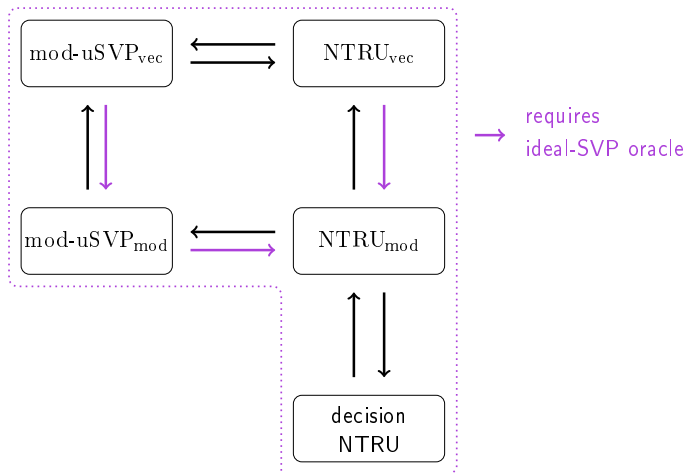 mod-uSVP_vec
NTRU_vec
requires
ideal-SVP oracle
mod-uSVP_mod
NTRU_mod
decision
NTRU